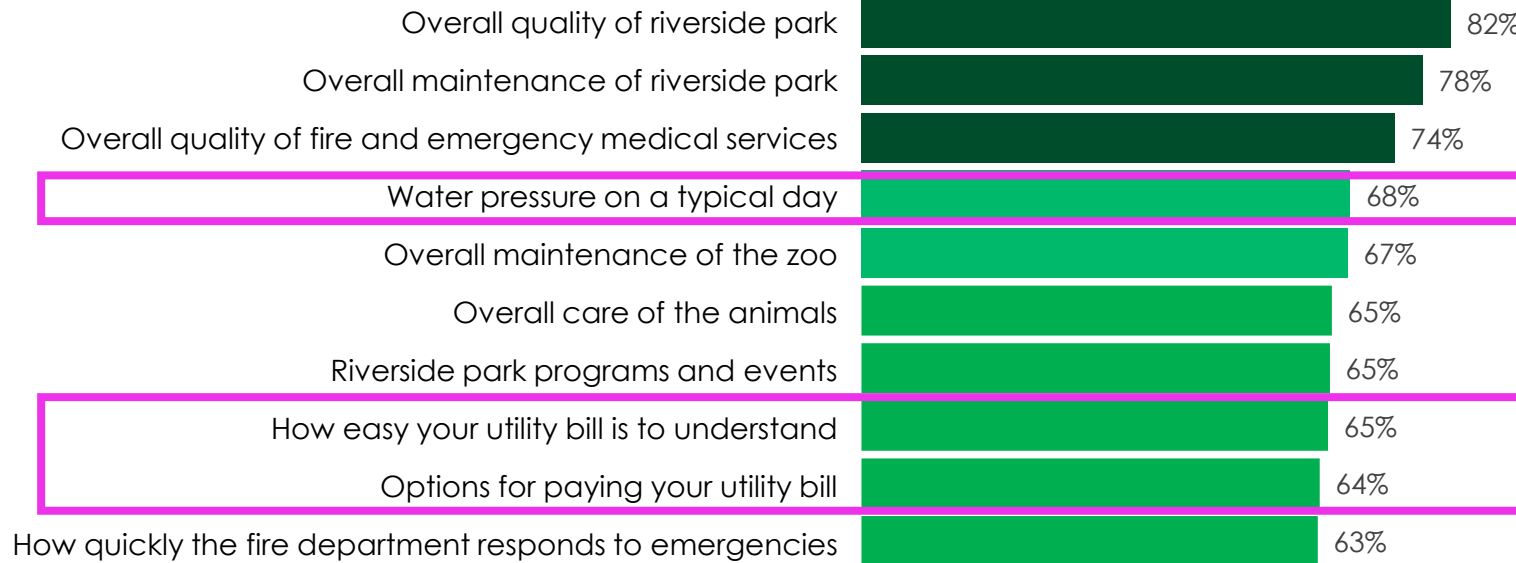 Overall quality of riverside park 82%
Overall maintenance of riverside park 78%
Overall quality of fire and emergency medical services 74%
Water pressure on a typical day 68%
Overall maintenance of the zoo 67%
Overall care of the animals 65%
Riverside park programs and events 65%
How easy your utility bill is to understand 65%
Options for paying your utility bill 64%
How quickly the fire department responds to emergencies 63%